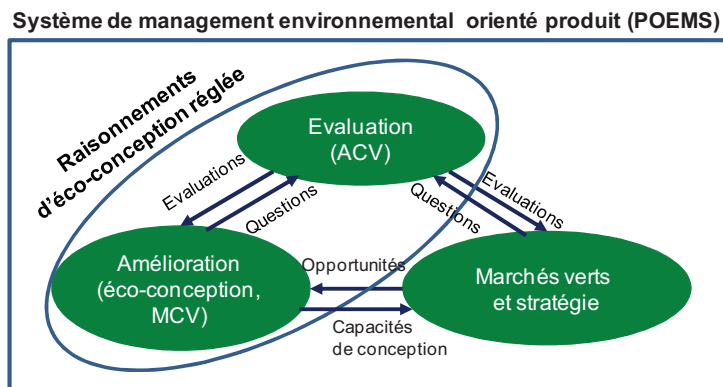 Système de management environnemental orienté produit (POEMS)
Raisonnements
d'éco-conception réglée
Evaluation
(ACV)
Evaluations
Questions
Questions
Evaluations
Amélioration
(éco-conception,
MCV)
Opportunités
Capacités
de conception
Marchés verts
et stratégie